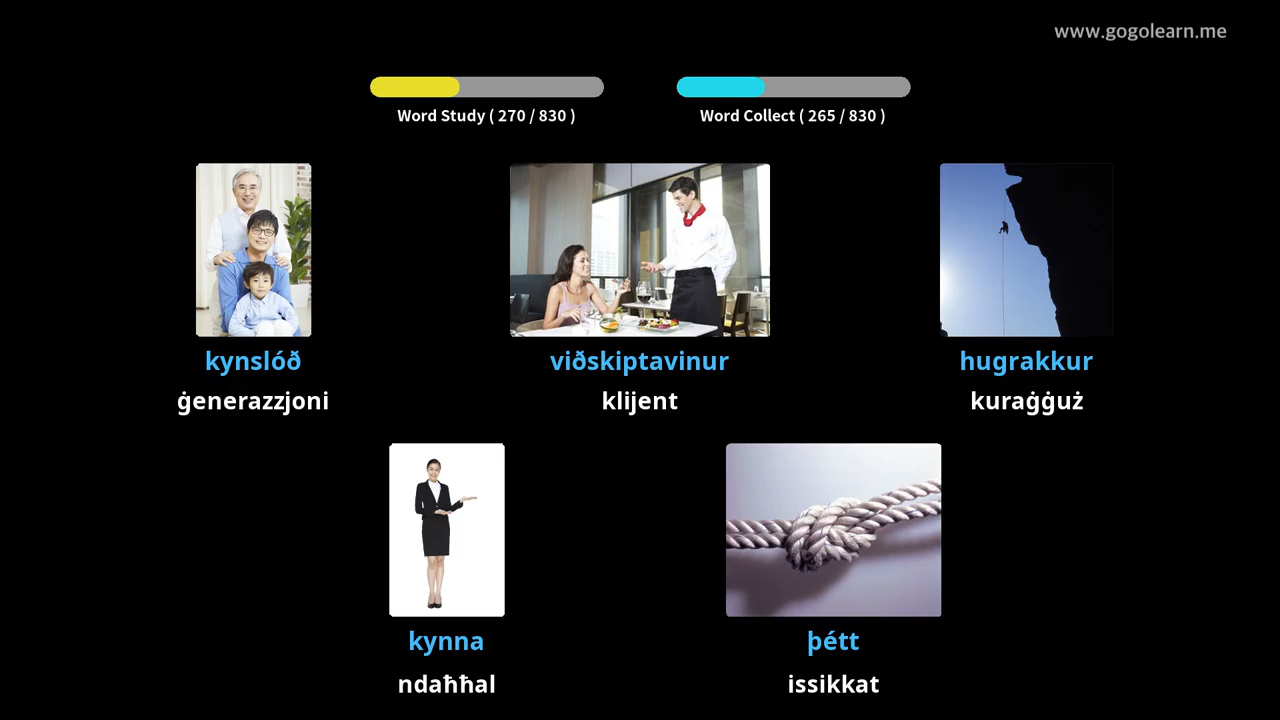 www.gogolearn.me
Word Study ( 270 / 830 )
Word Collect ( 265 / 830 )
kynslóð
ġenerazzjoni
viðskiptavinur
klijent
hugrakkur
kuraġġuż
kynna
ndaħħal
þétt
issikkat